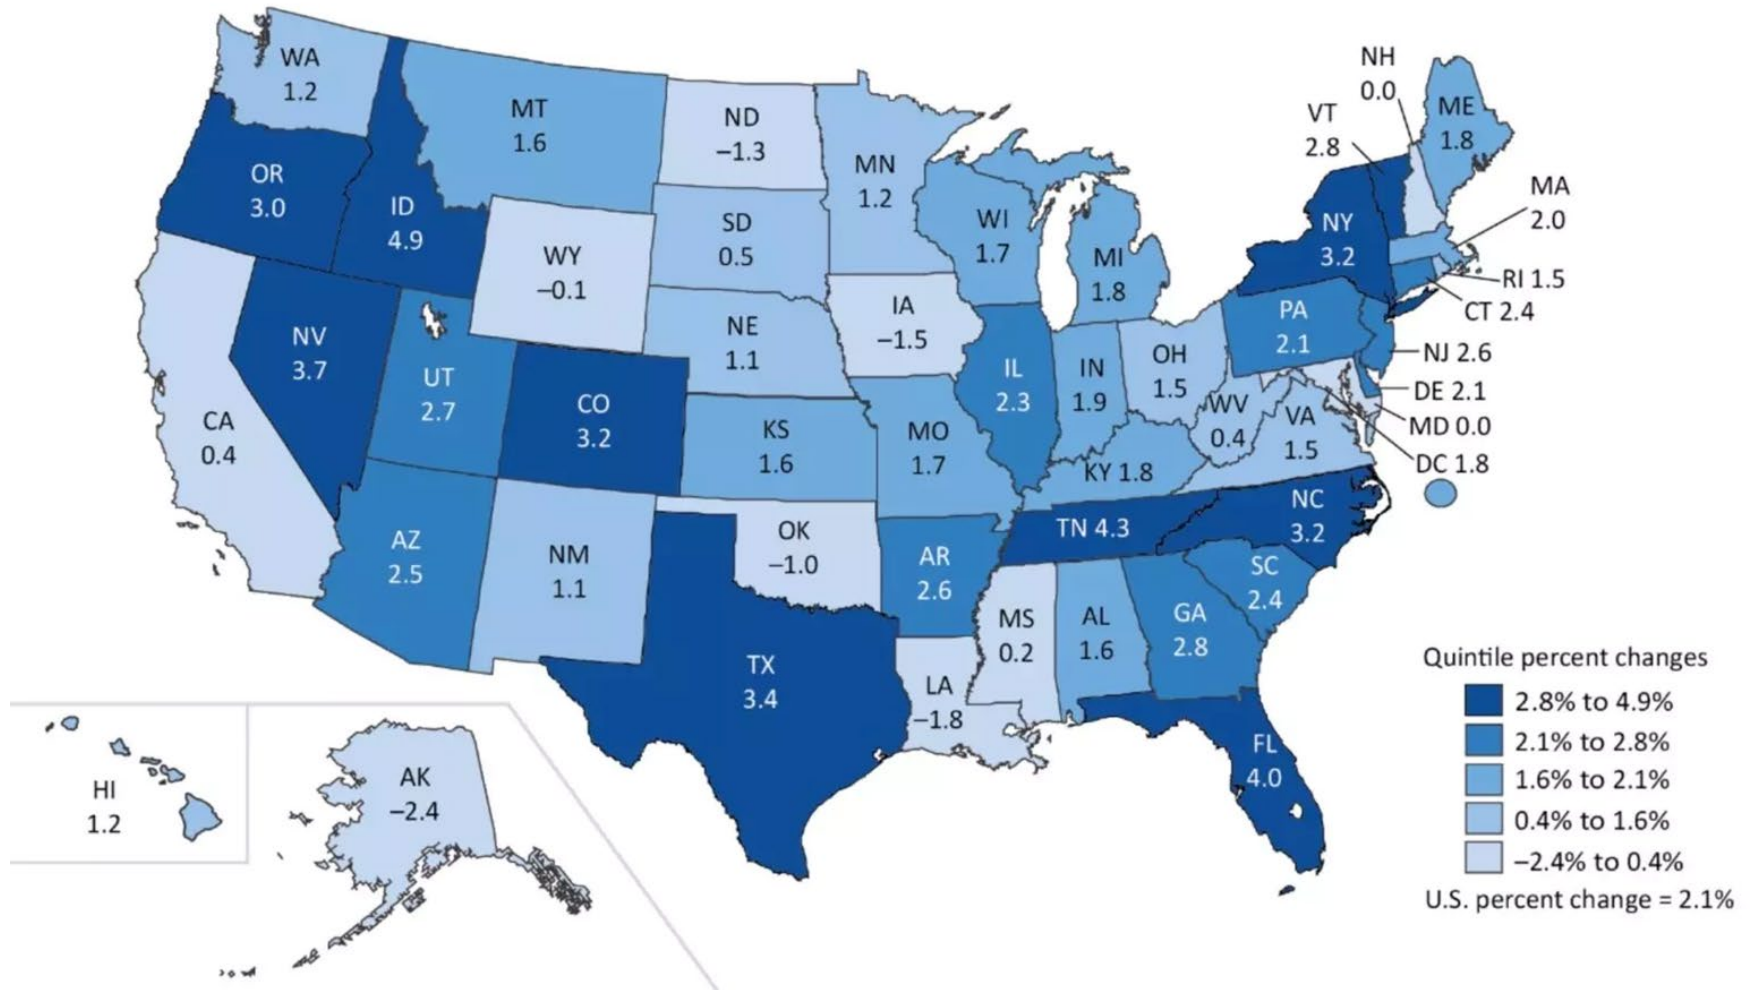 WA
1.2
MT
1.6
ND
–1.3
MN
1.2
OR
3.0
ID
4.9
SD
0.5
WI
1.7
MI
1.8
NH
0.0
VT
2.8
ME
1.8
MA
2.0
NY
3.2
RI 1.5
CT 2.4
WY
–0.1
NE
1.1
IA
–1.5
PA
2.1
NJ 2.6
DE 2.1
MD 0.0
DC 1.8
NV
3.7
UT
2.7
CO
3.2
CA
0.4
KS
1.6
MO
1.7
IL
2.3
IN
1.9
OH
1.5
WV
0.4
VA
1.5
KY 1.8
AZ
2.5
NM
1.1
OK
–1.0
AR
2.6
TN 4.3
NC
3.2
SC
2.4
MS
0.2
AL
1.6
GA
2.8
TX
3.4
LA
–1.8
FL
4.0
HI
1.2
AK
–2.4
Quintile percent changes
2.8% to 4.9%
2.1% to 2.8%
1.6% to 2.1%
0.4% to 1.6%
–2.4% to 0.4%
U.S. percent change = 2.1%